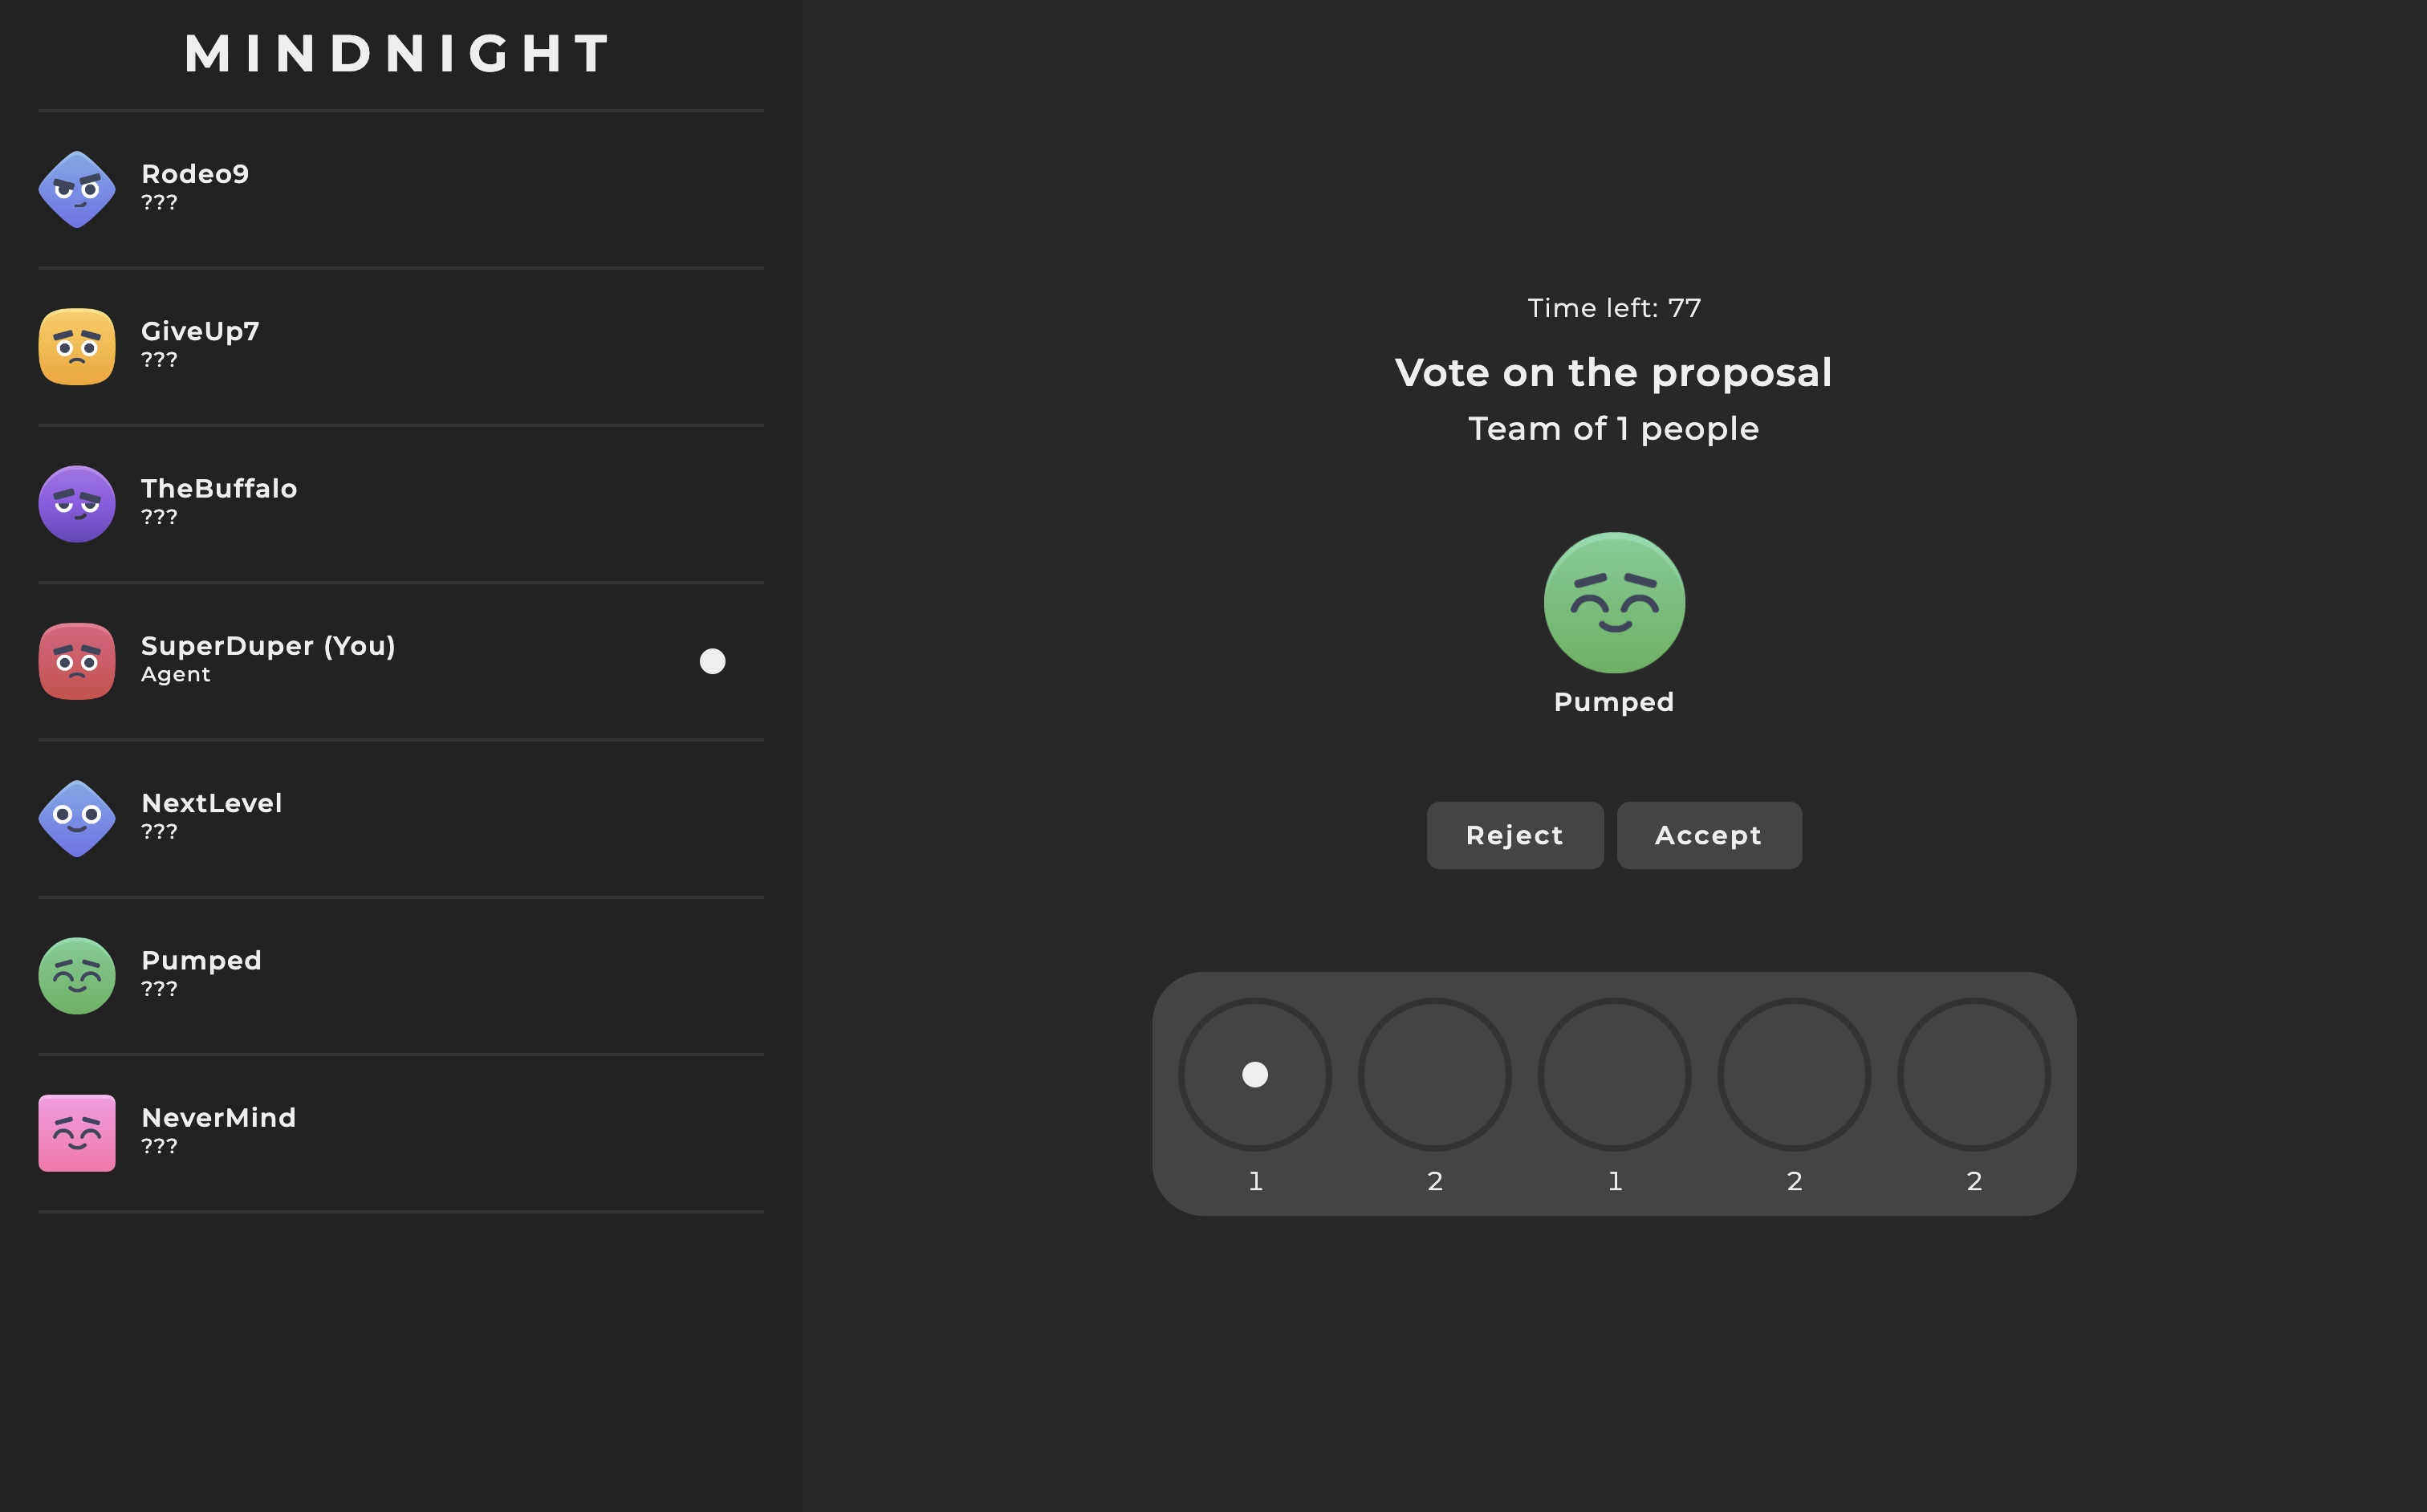 MINDNIGHT
Rodeo9
???
GiveUp7
???
TheBuffalo
???
SuperDuper (You)
Agent
NextLevel
???
Pumped
???
NeverMind
???
Time left: 77
Vote on the proposal
Team of 1 people
Pumped
Reject Accept
1 2 1 2 2